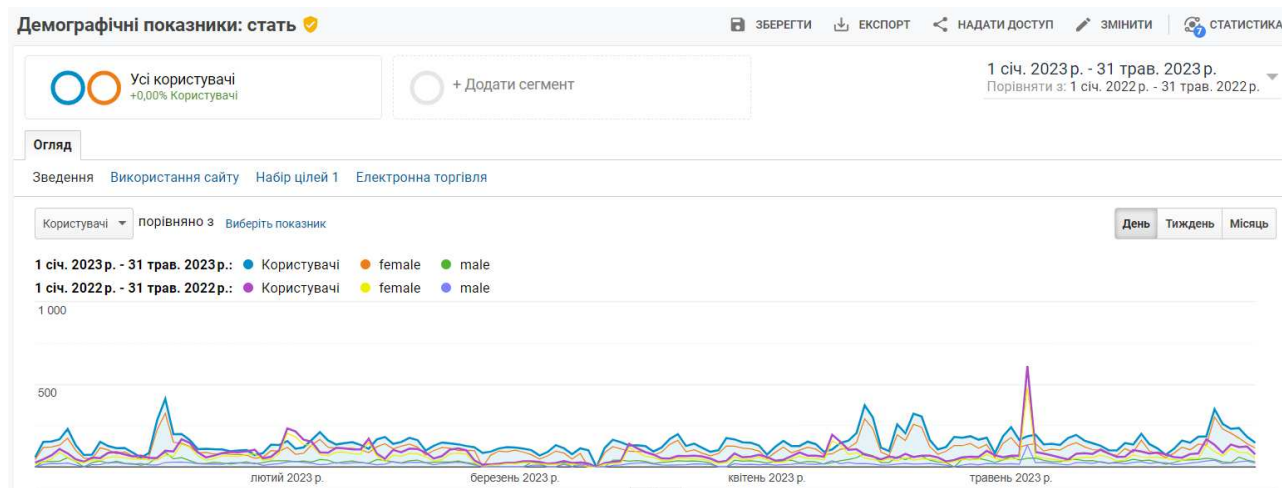 Демографічні показники: стать
ЗБЕРЕГТИ ЕКСПОРТ НАДАТИ ДОСТУП ЗМІНИТИ 7 СТАТИСТИКА
Усі користувачі
+0,00% Користувачі
+ Додати сегмент
1 січ. 2023 р. - 31 трав. 2023 р.
Порівняти з: 1 січ. 2022 р. - 31 трав. 2022 р.
Огляд
Зведення Використання сайту Набір цілей 1 Електронна торгівля
Користувачі порівняно з Виберіть показник
День Тиждень Місяць
1 січ. 2023 р. - 31 трав. 2023 р.: Користувачі female male
1 січ. 2022 р. - 31 трав. 2022 р.: Користувачі female male
1 000
500
лютий 2023 р. березень 2023 р. квітень 2023 р. травень 2023 р.